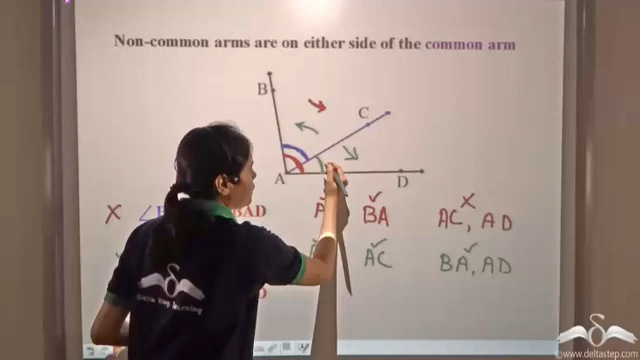 Non-common arms are on either side of the common arm
B
C
A
D
X ∠ BAD
✓ BA
X AC, AD
✓ AC
✓ BA, AD
Delta Step Learning
©www.deltastep.com